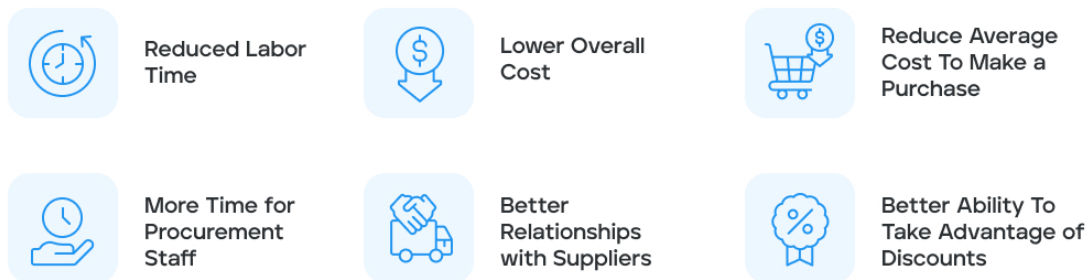 Reduced Labor
Time
Lower Overall
Cost
Reduce Average
Cost To Make a
Purchase
More Time for
Procurement
Staff
Better
Relationships
with Suppliers
Better Ability To
Take Advantage of
Discounts